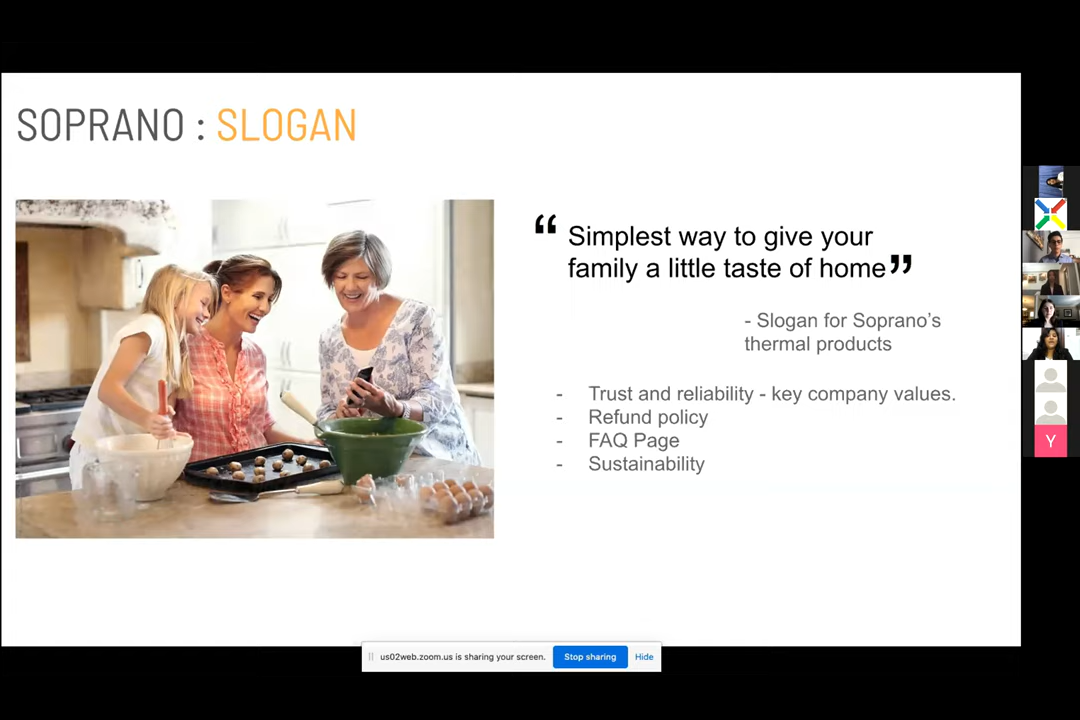 SOPRANO : SLOGAN
“ Simplest way to give your
family a little taste of home”
- Slogan for Soprano’s
thermal products
- Trust and reliability - key company values.
- Refund policy
- FAQ Page
- Sustainability
Y
us02web.zoom.us is sharing your screen. Stop sharing Hide